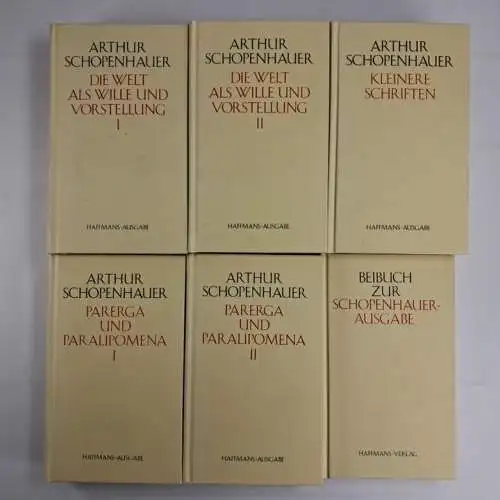 ARTHUR
SCHOPENHAUER
DIE WELT
ALS WILLE UND
VORSTELLUNG
I
HAFFMANS-AUSGABE
ARTHUR
SCHOPENHAUER
DIE WELT
ALS WILLE UND
VORSTELLUNG
II
HAFFMANS-AUSGABE
ARTHUR
SCHOPENHAUER
KLEINERE
SCHRIFTEN
HAFFMANS-AUSGABE
ARTHUR
SCHOPENHAUER
PARERGA
UND
PARALIPOMENA
I
HAFFMANS-AUSGABE
ARTHUR
SCHOPENHAUER
PARERGA
UND
PARALIPOMENA
II
HAFFMANS-AUSGABE
BEIBUCH
ZUR
SCHOPENHAUER-
AUSGABE
HAFFMANS-VERLAG